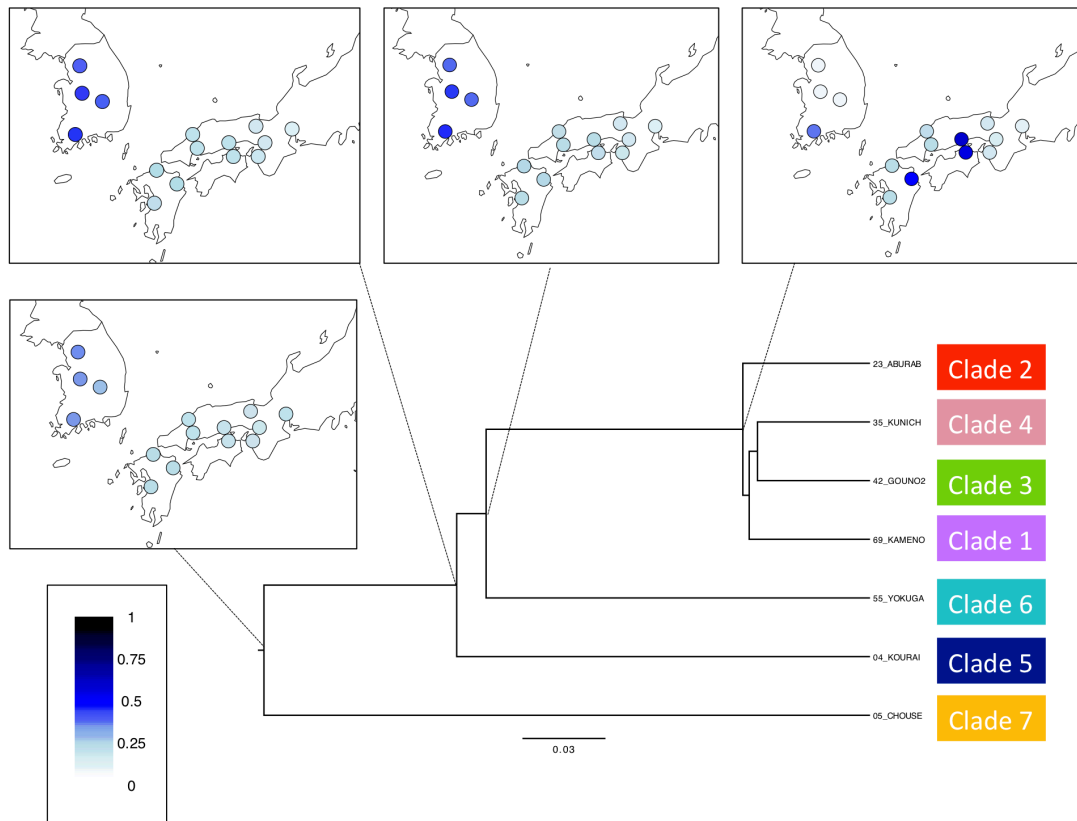 23_ABURAB
Clade 2
35_KUNICH
Clade 4
42_GOUNO2
Clade 3
69_KAMENO
Clade 1
55_YOKUGA
Clade 6
04_KOURAI
Clade 5
05_CHOUSE
Clade 7
1
0.75
0.5
0.25
0
0.03